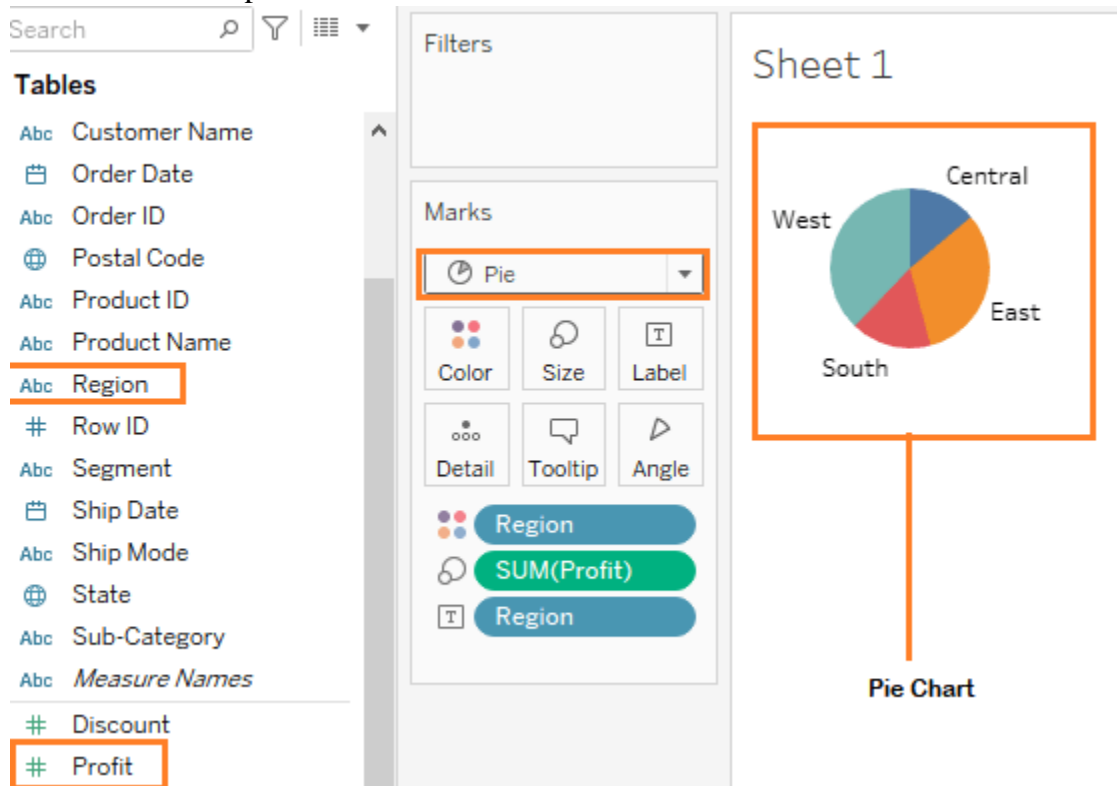 Search
Tables
Abc Customer Name
Order Date
Abc Order ID
Postal Code
Abc Product ID
Abc Product Name
Abc Region
# Row ID
Abc Segment
Ship Date
Abc Ship Mode
State
Abc Sub-Category
Abc Measure Names
# Discount
# Profit
Filters
Marks
Pie
Color Size T Label
Detail Tooltip Angle
Region
SUM(Profit)
T Region
Sheet 1
Central
West
East
South
Pie Chart